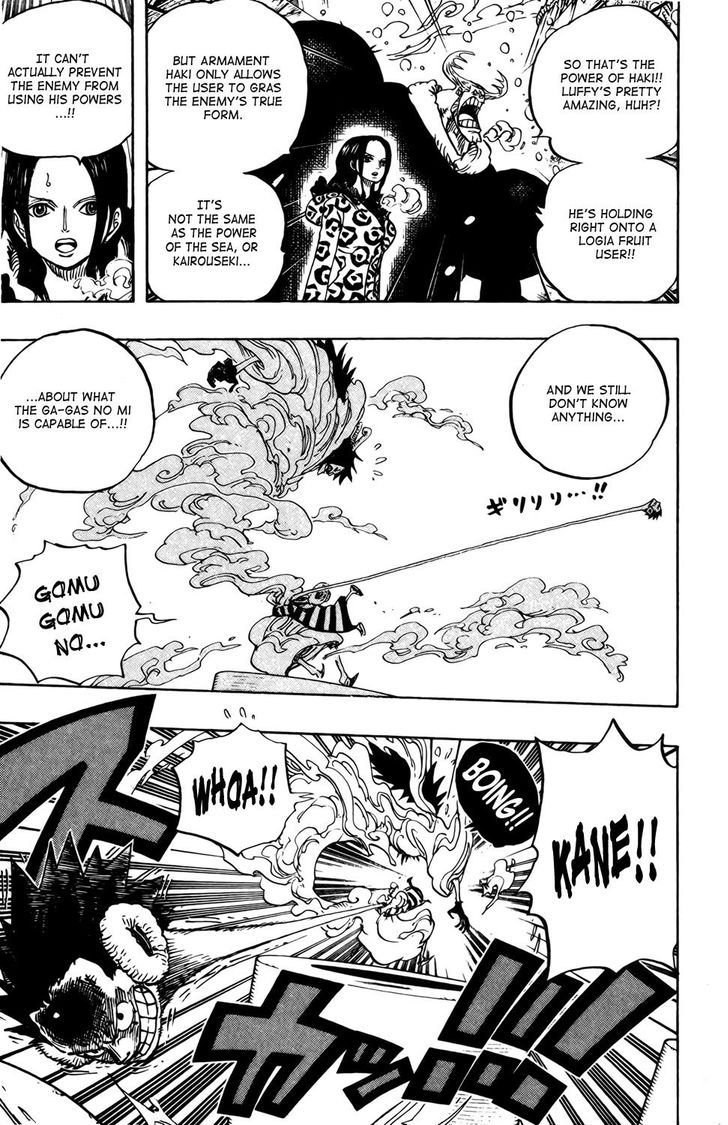 SO THAT'S THE
POWER OF HAKI!!
LUFFY'S PRETTY
AMAZING, HUH?!
HE'S HOLDING
RIGHT ONTO A
LOGIA FRUIT
USER!!
BUT ARMAMENT
HAKI ONLY ALLOWS
THE USER TO GRAS
THE ENEMY'S TRUE
FORM.
IT'S
NOT THE SAME
AS THE POWER
OF THE SEA, OR
KAIROUSEKI...
IT CAN'T
ACTUALLY PREVENT
THE ENEMY FROM
USING HIS POWERS
...!!
AND WE STILL
DON'T KNOW
ANYTHING...
...ABOUT WHAT
THE GA-GAS NO MI
IS CAPABLE OF...!!
ギリリリ…!!
GOMU
GOMU
NO...
KANE!!
BOING!!
WHOA!!
ガッ!!!